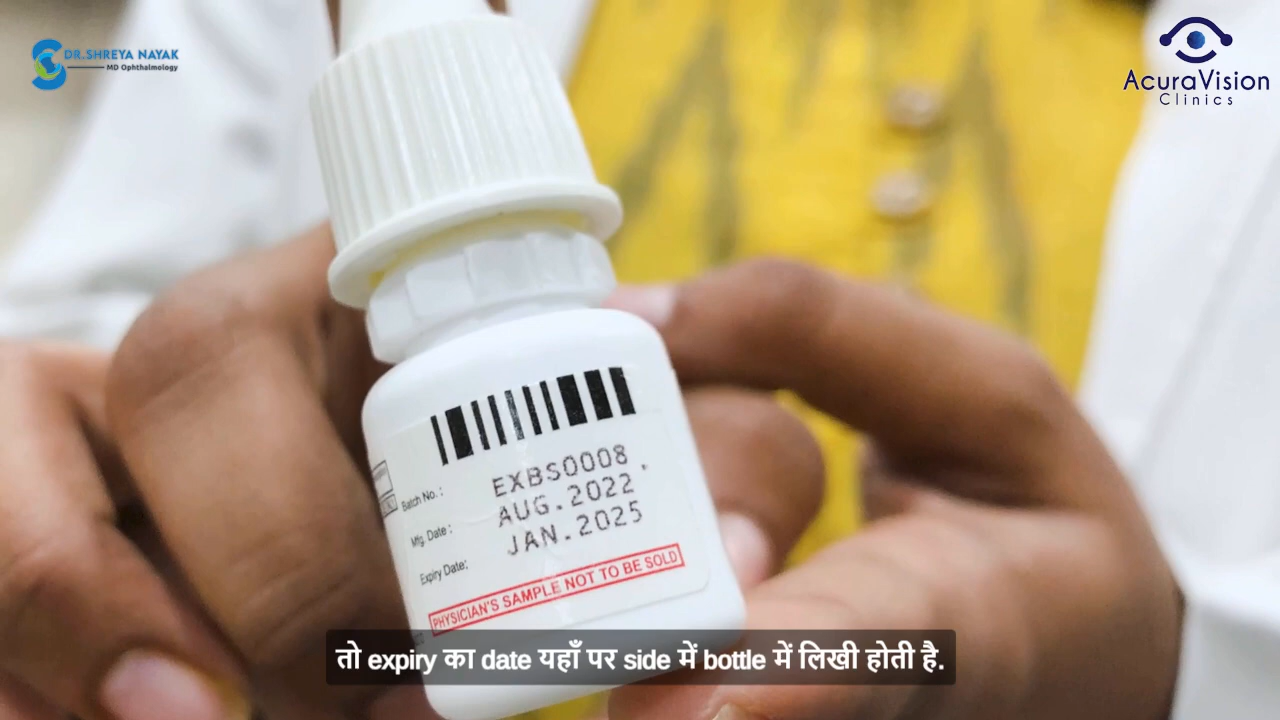 DR.SHREYA NAYAK
MD Ophthalmology
AcuraVision
Clinics
Batch No. : EXBS0008
Mfg. Date : AUG.2022
Expiry Date: JAN.2025
PHYSICIAN'S SAMPLE NOT TO BE SOLD
तो expiry का date यहाँ पर side में bottle में लिखी होती है.